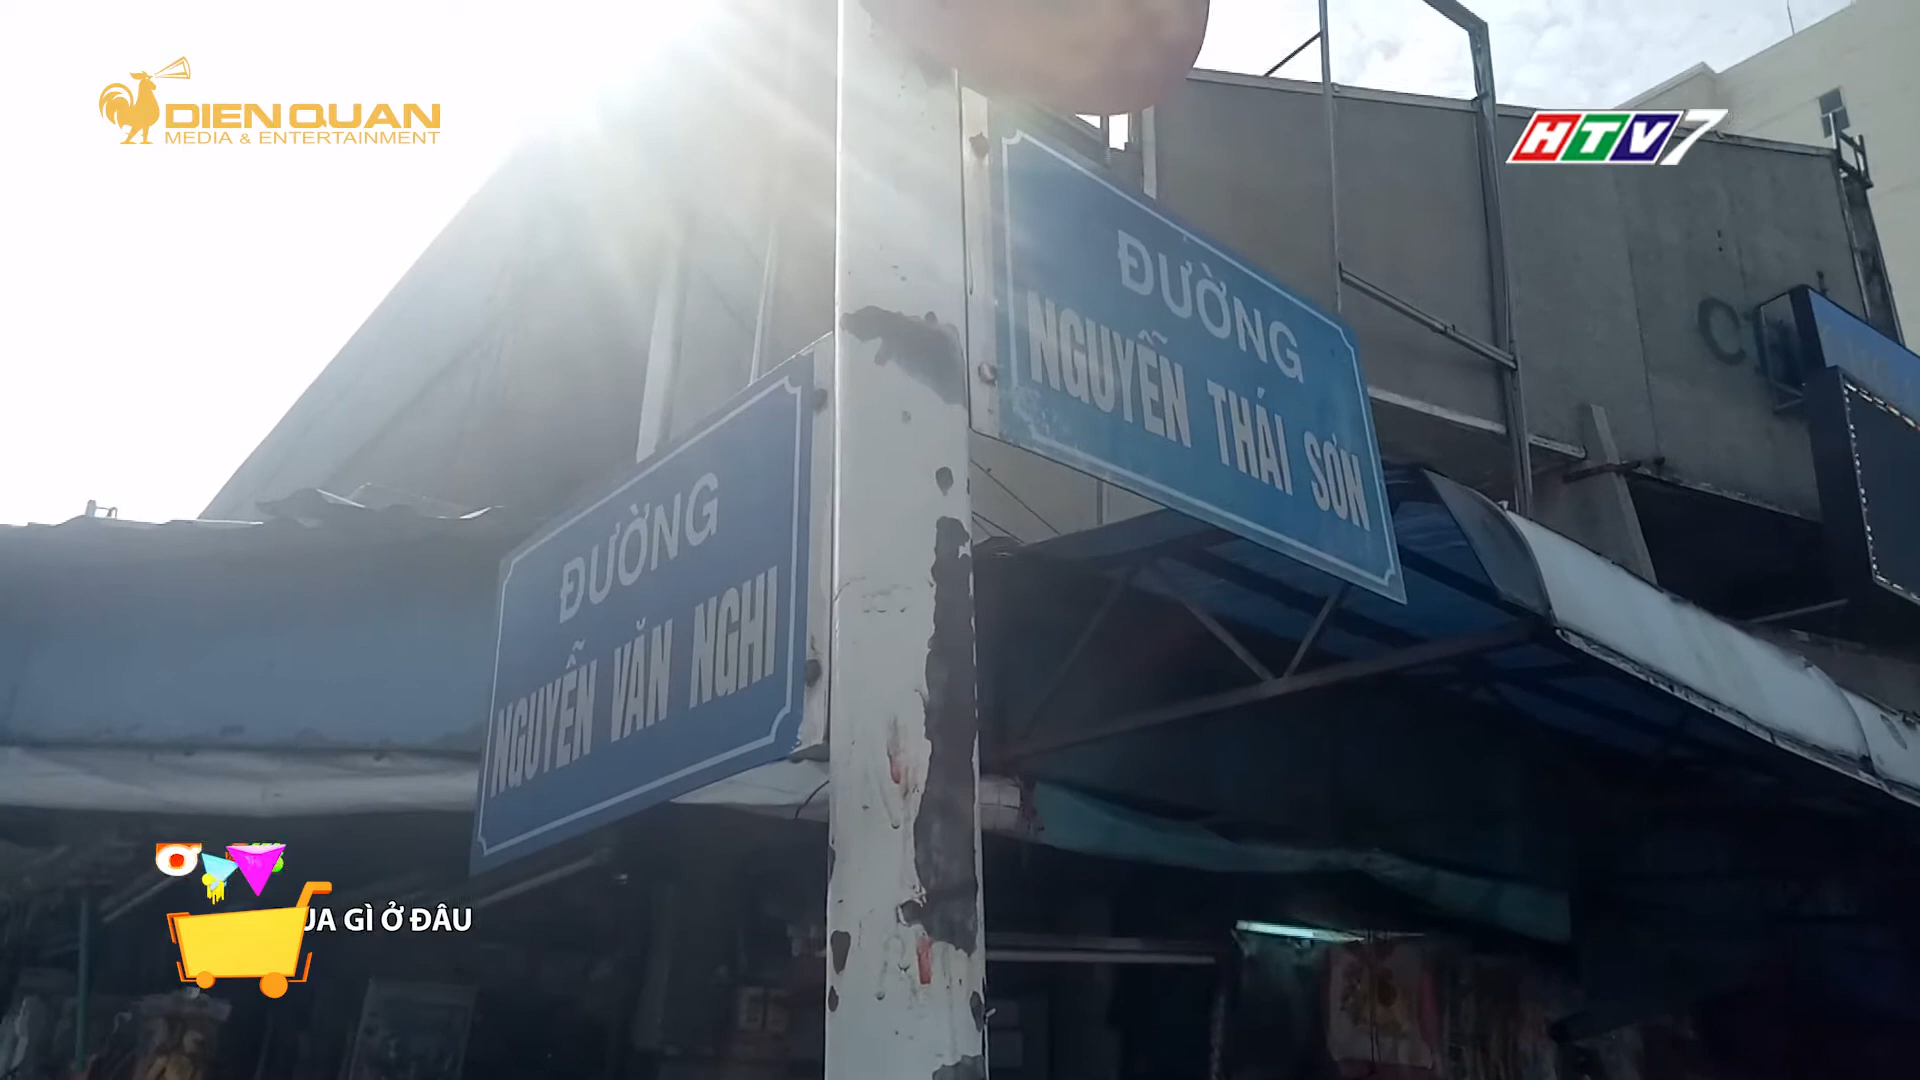 DIEN QUAN
MEDIA & ENTERTAINMENT
HTV7
ĐƯỜNG
NGUYỄN THÁI SƠN
ĐƯỜNG
NGUYỄN VĂN NGHI
GÌ Ở ĐÂU